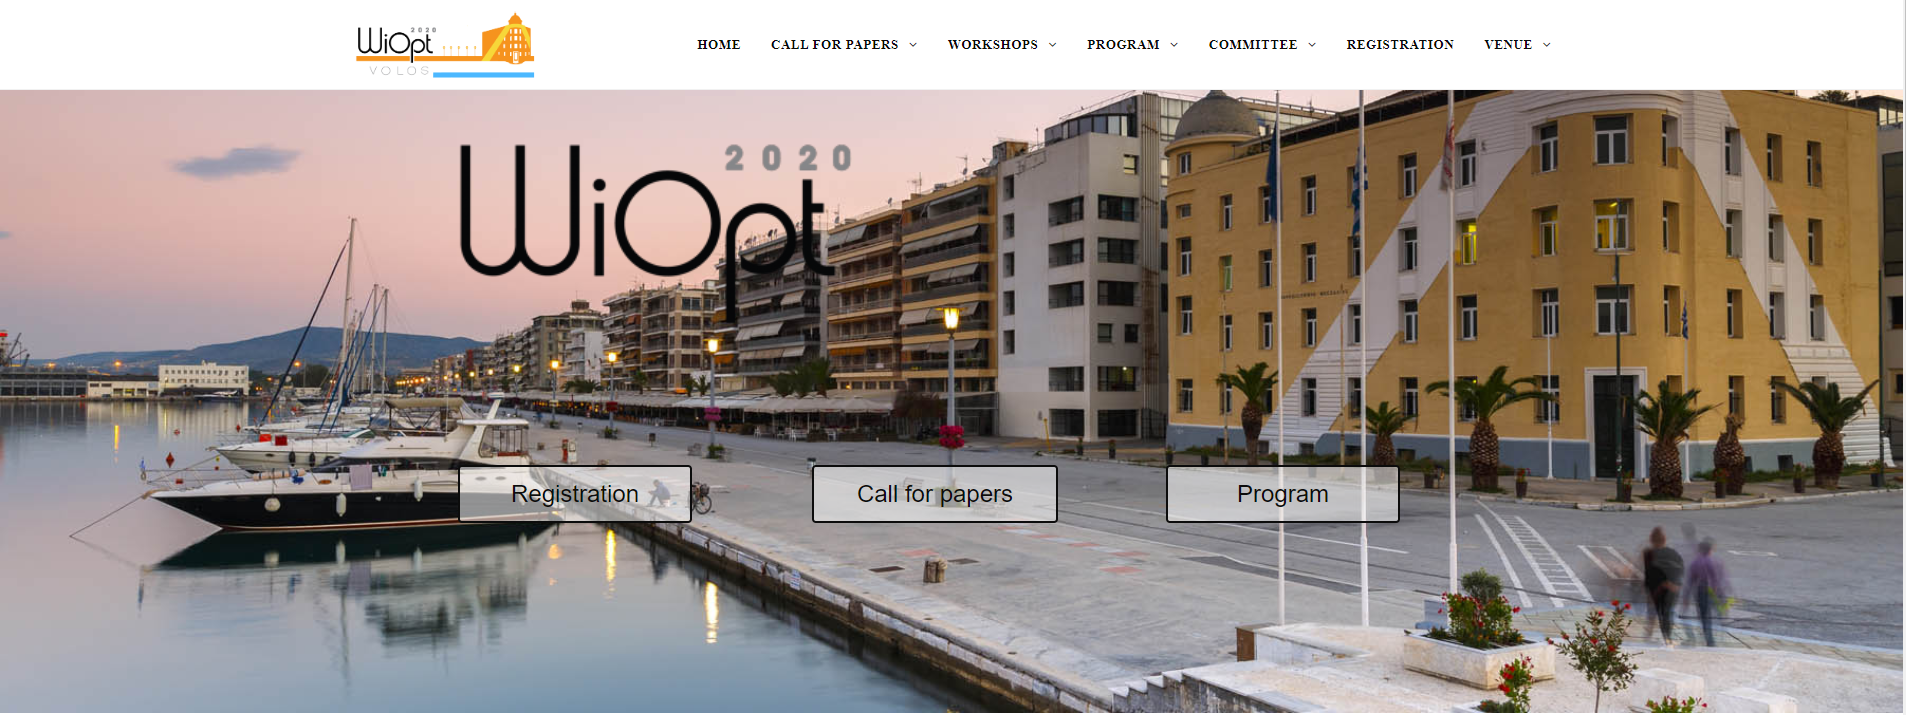 2020
WiOpt
VOLOS
HOME CALL FOR PAPERS WORKSHOPS PROGRAM COMMITTEE REGISTRATION VENUE
2020
WiOpt
Registration Call for papers Program